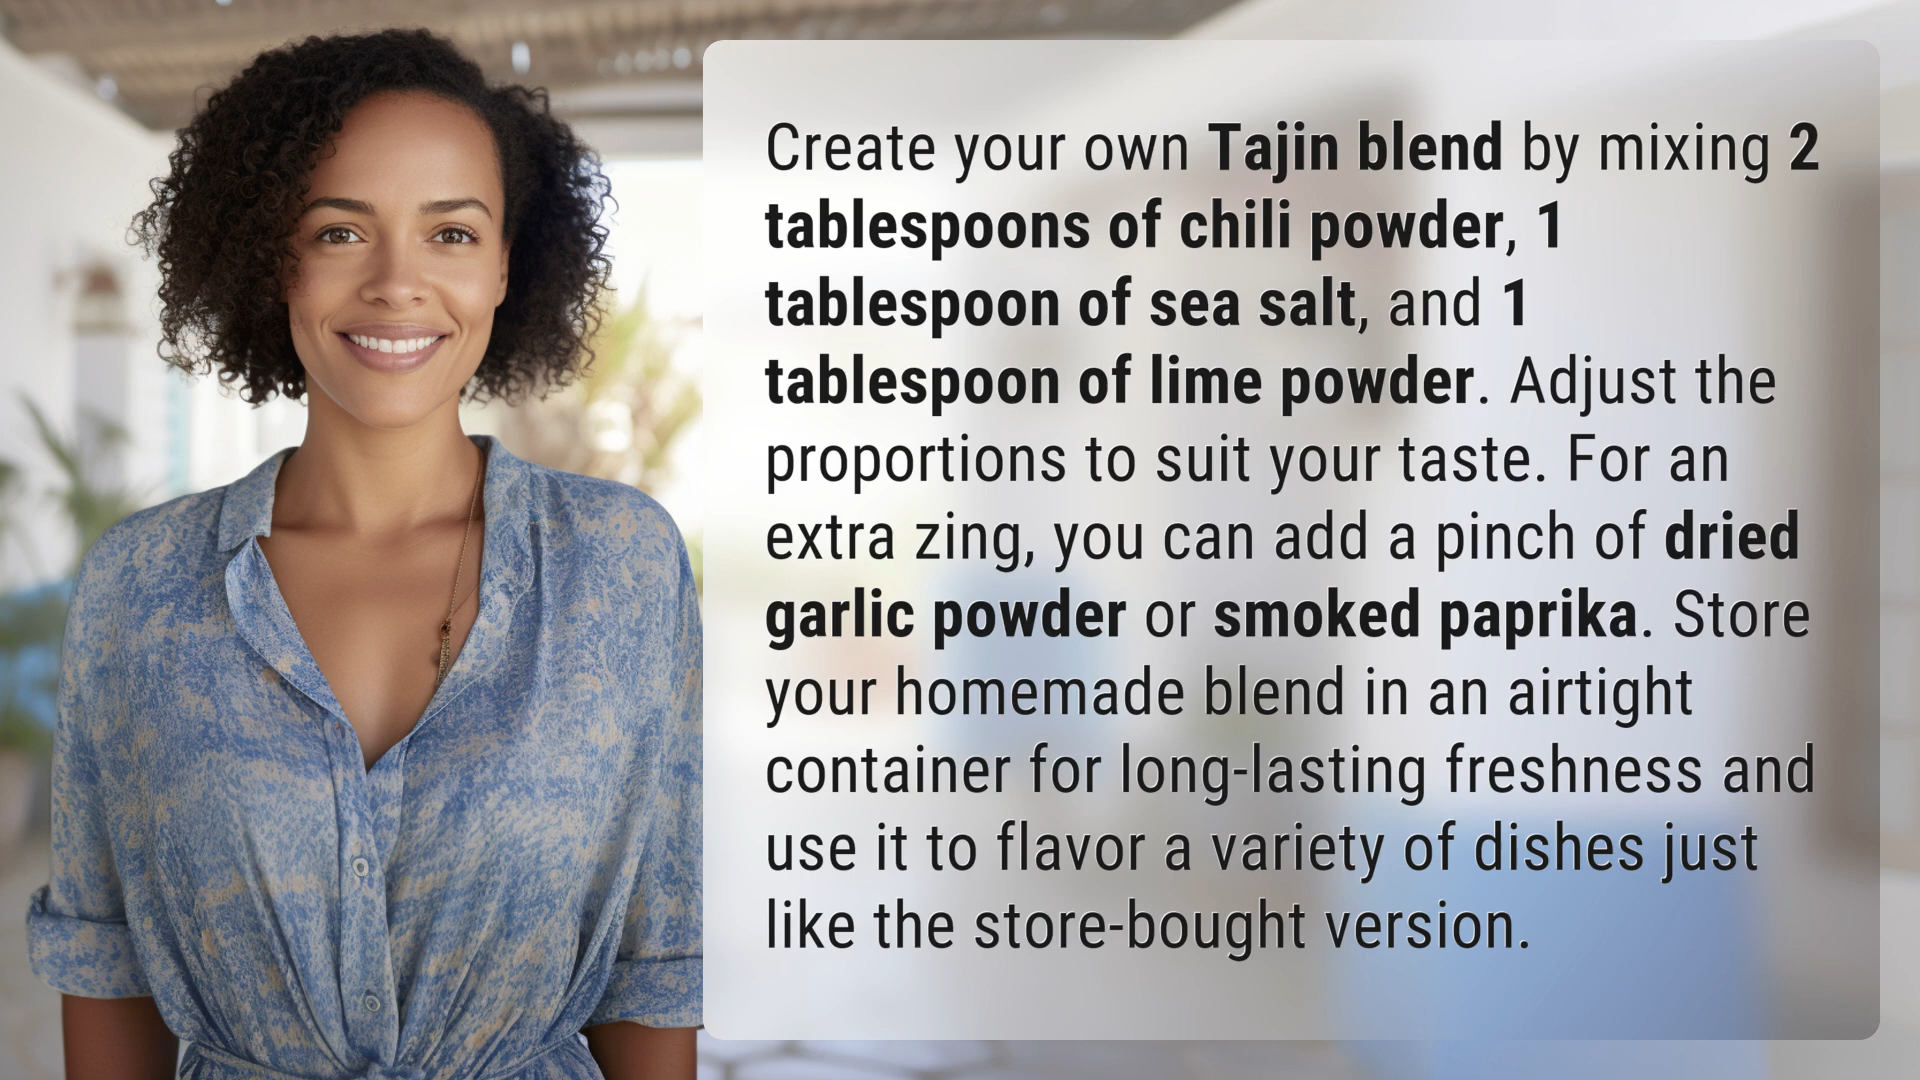 Create your own Tajin blend by mixing 2
tablespoons of chili powder, 1
tablespoon of sea salt, and 1
tablespoon of lime powder. Adjust the
proportions to suit your taste. For an
extra zing, you can add a pinch of dried
garlic powder or smoked paprika. Store
your homemade blend in an airtight
container for long-lasting freshness and
use it to flavor a variety of dishes just
like the store-bought version.